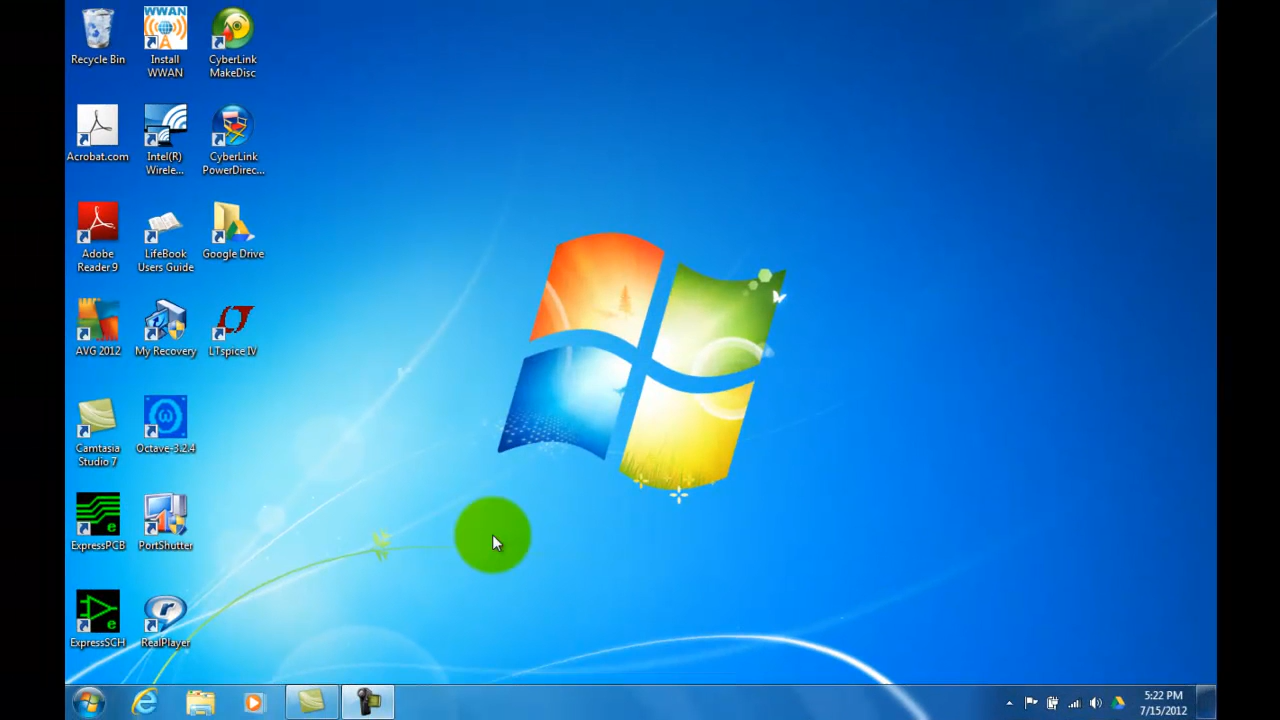 Recycle Bin
WWAN
Install
WWAN
CyberLink
MakeDisc
Acrobat.com
Intel(R)
Wirele...
CyberLink
PowerDirec...
Adobe
Reader 9
LifeBook
Users Guide
Google Drive
AVG 2012
My Recovery
LTspice IV
Camtasia
Studio 7
Octave-3.2.4
ExpressPCB
PortShutter
ExpressSCH
RealPlayer
5:22 PM
7/15/2012